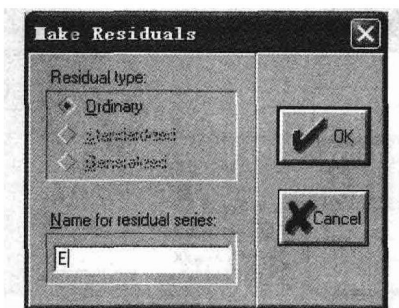 Make Residuals
Residual type:
Ordinary
Standardized
Generalized
OK
Name for residual series:
E
Cancel